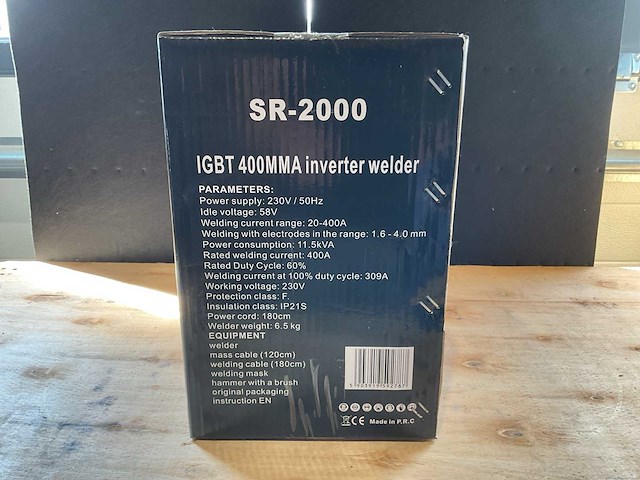 SR-2000
IGBT 400MMA inverter welder
PARAMETERS:
Power supply: 230V / 50Hz
Idle voltage: 58V
Welding current range: 20-400A
Welding with electrodes in the range: 1.6 - 4.0 mm
Power consumption: 11.5kVA
Rated welding current: 400A
Rated Duty Cycle: 60%
Welding current at 100% duty cycle: 309A
Working voltage: 230V
Protection class: F.
Insulation class: IP21S
Power cord: 180cm
Welder weight: 6.5 kg
EQUIPMENT
welder
mass cable (120cm)
welding cable (180cm)
welding mask
hammer with a brush
original packaging
instruction EN
CE Made in P.R.C